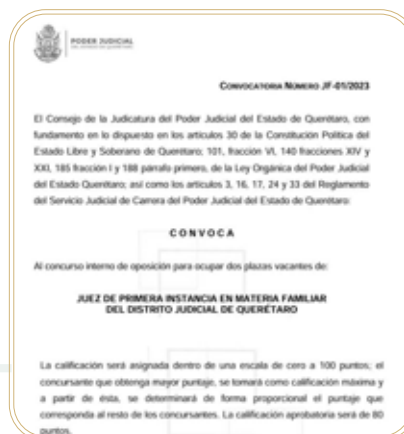 PODER JUDICIAL
DEL ESTADO DE QUERÉTARO
CONVOCATORIA NÚMERO JF-01/2023
El Consejo de la Judicatura del Poder Judicial del Estado de Querétaro, con
fundamento en lo dispuesto en los artículos 30 de la Constitución Política del
Estado Libre y Soberano de Querétaro; 101, fracción VI, 140 fracciones XIV y
XXI, 185 fracción I y 188 párrafo primero, de la Ley Orgánica del Poder Judicial
del Estado Querétaro; así como los artículos 3, 16, 17, 24 y 33 del Reglamento
del Servicio Judicial de Carrera del Poder Judicial del Estado de Querétaro:
CONVOCA
Al concurso interno de oposición para ocupar dos plazas vacantes de:
JUEZ DE PRIMERA INSTANCIA EN MATERIA FAMILIAR
DEL DISTRITO JUDICIAL DE QUERÉTARO
La calificación será asignada dentro de una escala de cero a 100 puntos; el
concursante que obtenga mayor puntaje, se tomará como calificación máxima y
a partir de ésta, se determinará de forma proporcional el puntaje que
corresponda al resto de los concursantes. La calificación aprobatoria será de 80
puntos.